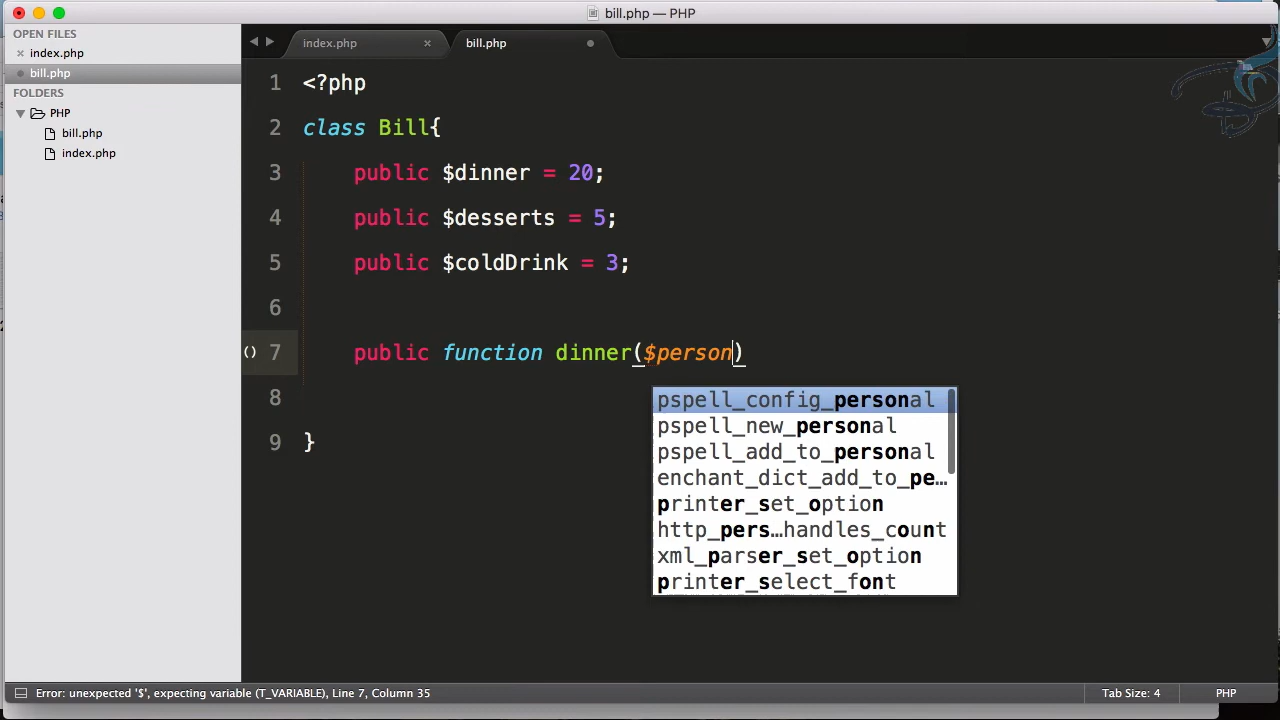 bill.php — PHP
OPEN FILES
index.php
bill.php
FOLDERS
PHP
bill.php
index.php
index.php
bill.php
1 <?php
2 class Bill{
3 public $dinner = 20;
4 public $desserts = 5;
5 public $coldDrink = 3;
6
() 7 public function dinner($person)
8
9 }
pspell_config_personal
pspell_new_personal
pspell_add_to_personal
enchant_dict_add_to_pe…
printer_set_option
http_pers…handles_count
xml_parser_set_option
printer_select_font
Error: unexpected '$', expecting variable (T_VARIABLE), Line 7, Column 35
Tab Size: 4
PHP